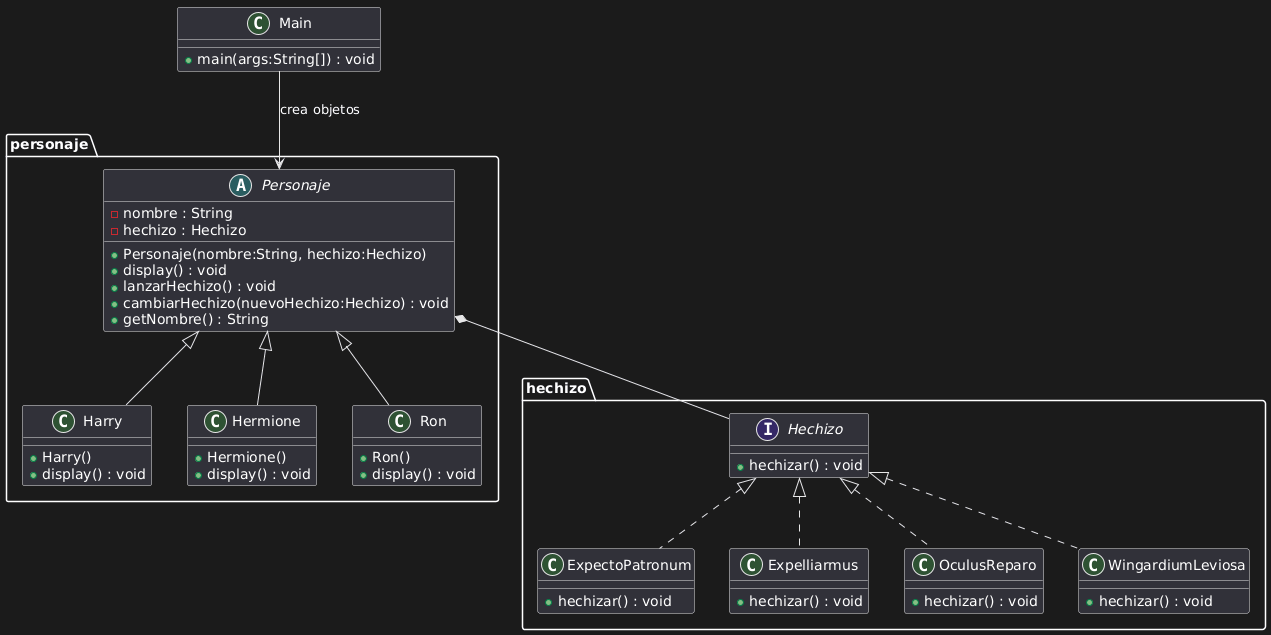 C Main
main(args:String[]) : void
crea objetos
personaje
A Personaje
nombre : String
hechizo : Hechizo
Personaje(nombre:String, hechizo:Hechizo)
display() : void
lanzarHechizo() : void
cambiarHechizo(nuevoHechizo:Hechizo) : void
getNombre() : String
C Harry
Harry()
display() : void
C Hermione
Hermione()
display() : void
C Ron
Ron()
display() : void
hechizo
I Hechizo
hechizar() : void
C ExpectoPatronum
hechizar() : void
C Expelliarmus
hechizar() : void
C OculusReparo
hechizar() : void
C WingardiumLeviosa
hechizar() : void